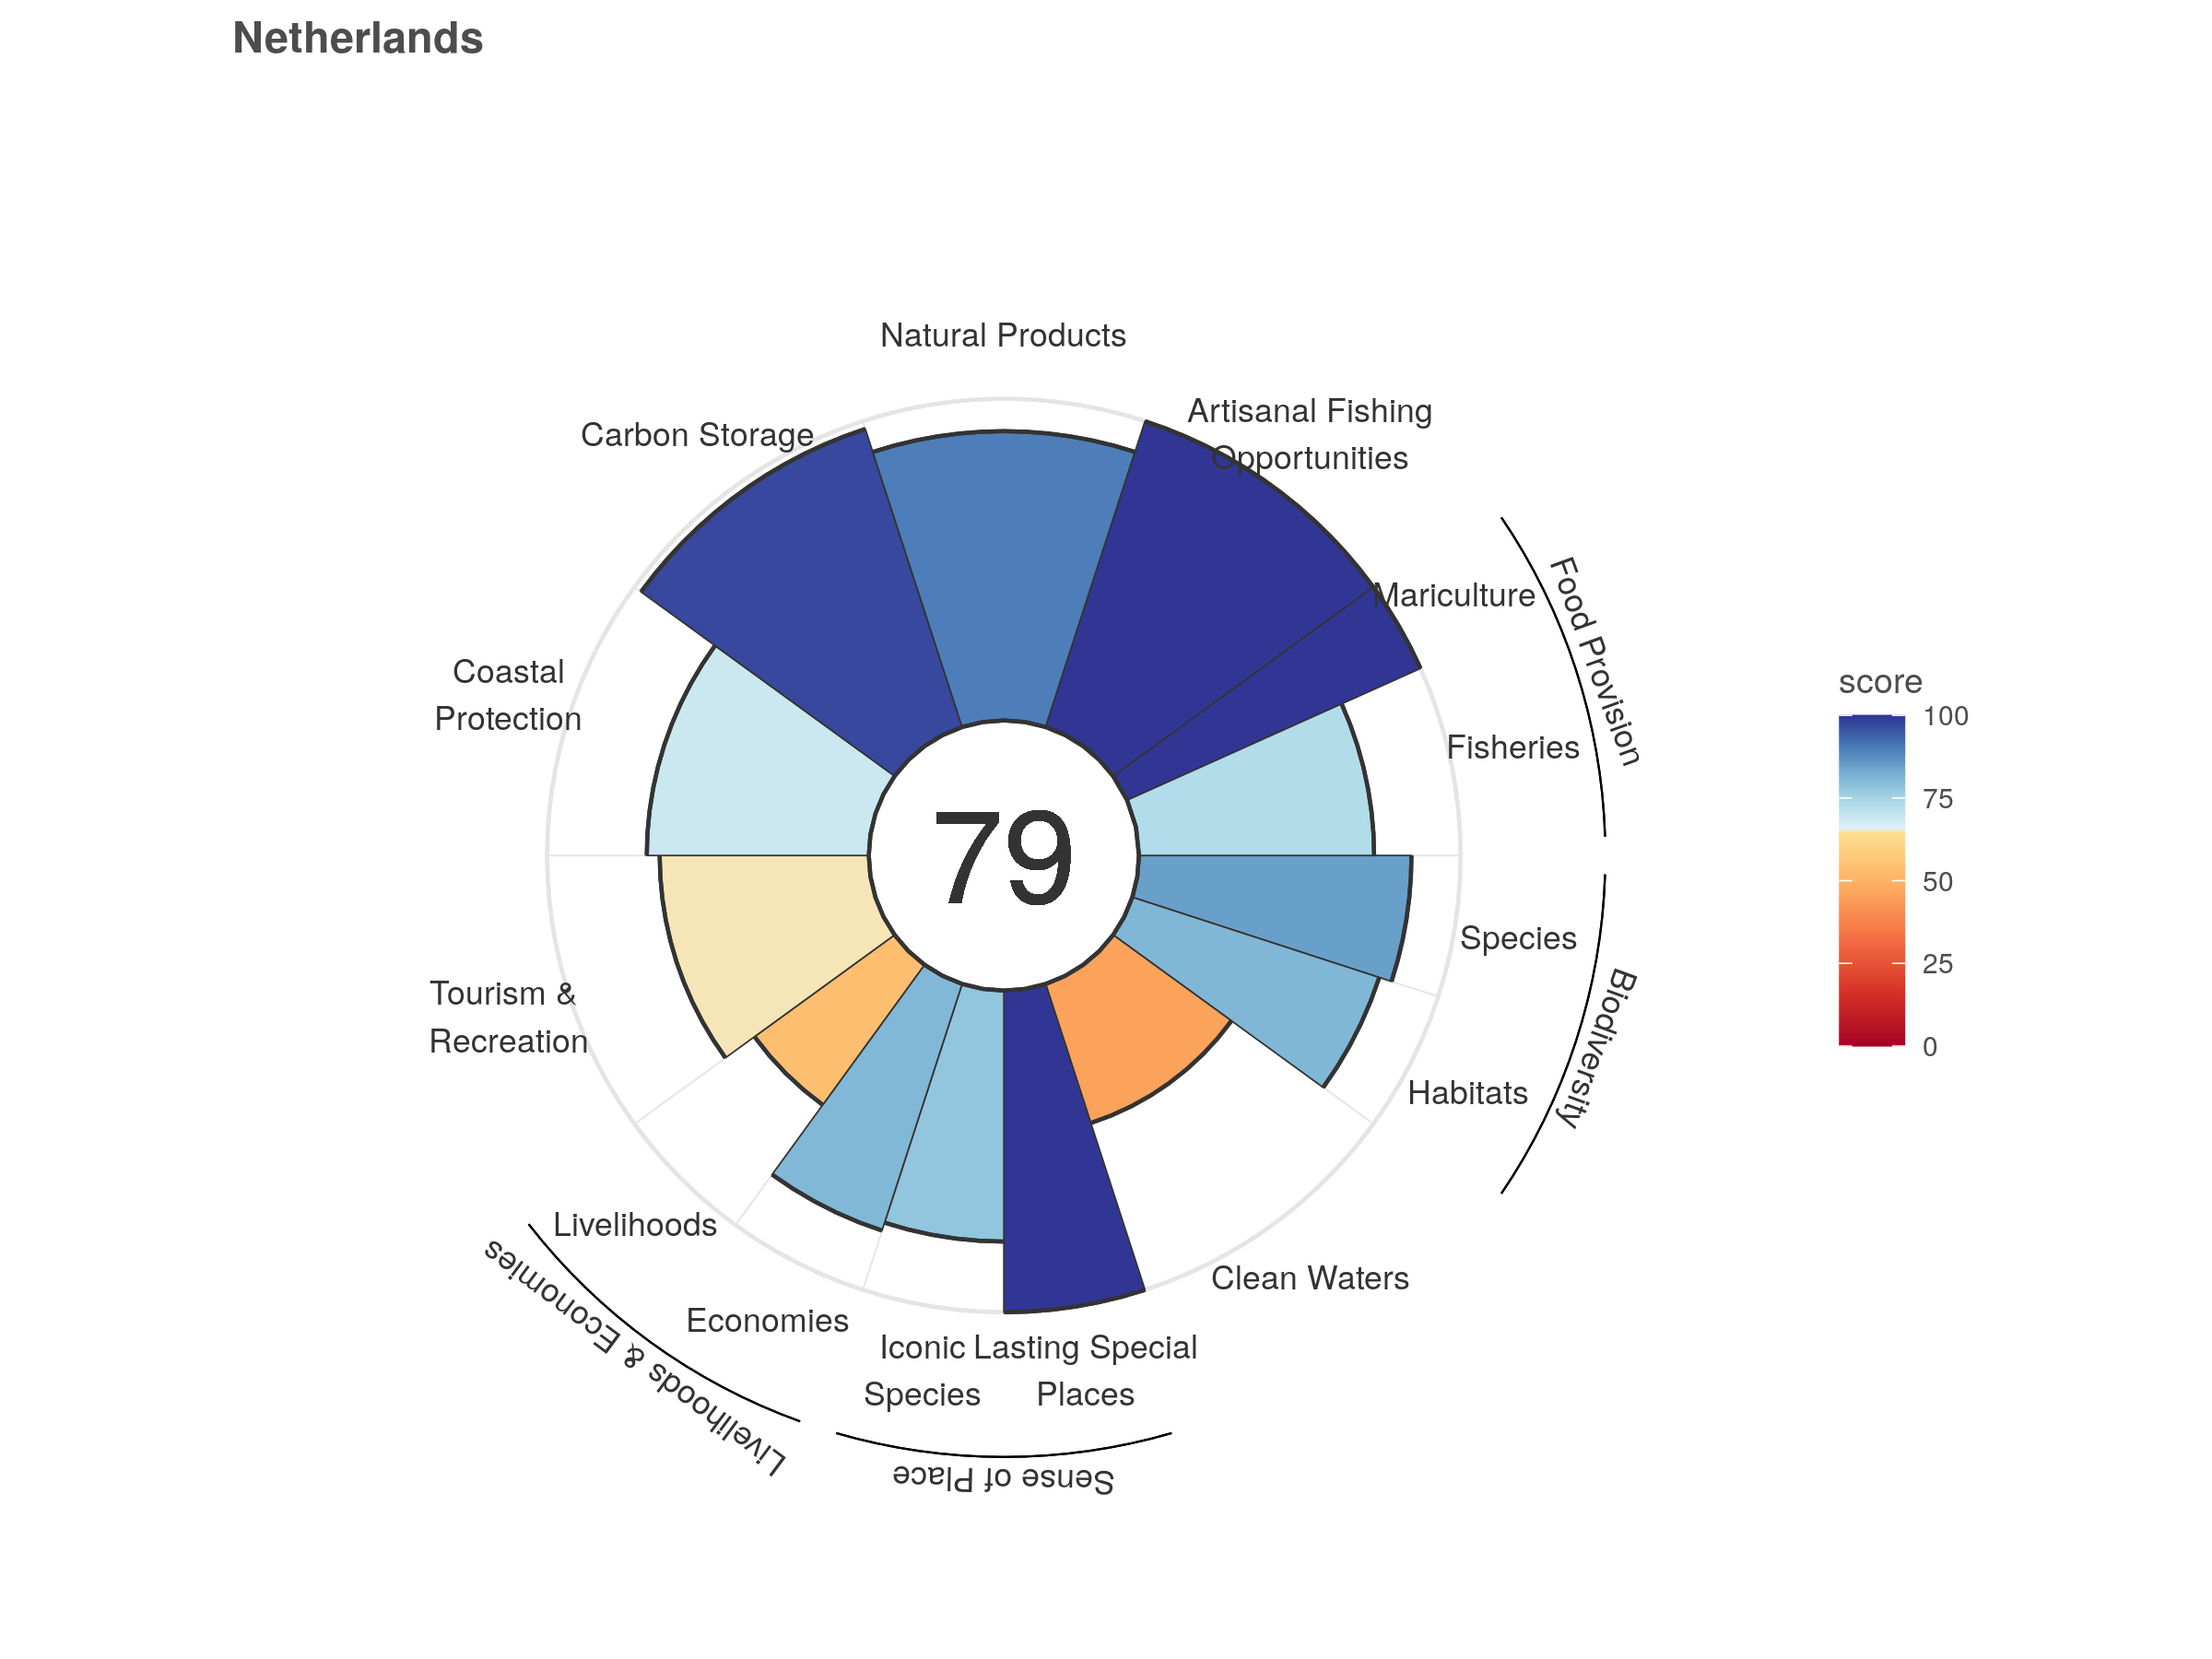 Netherlands
Natural Products
Artisanal Fishing
Opportunities
Carbon Storage
Mariculture
Food Provision
Coastal
Protection
Fisheries
score
100
75
50
25
0
79
Species
Biodiversity
Tourism &
Recreation
Habitats
Livelihoods
Clean Waters
Economies
Livelihoods & Economies
Iconic
Species
Lasting Special
Places
Sense of Place